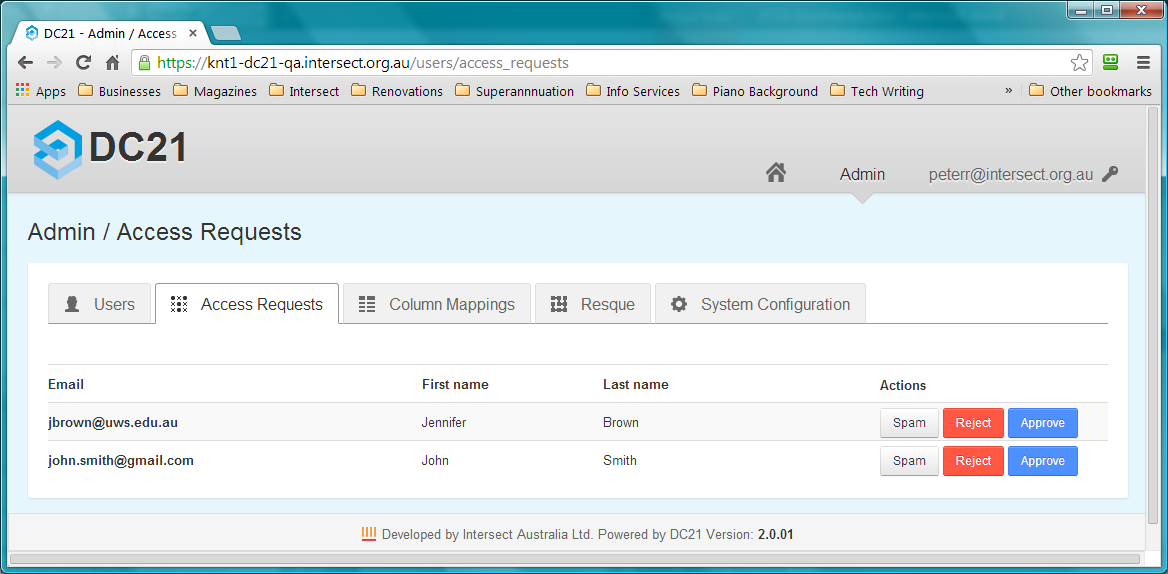 DC21 - Admin / Access
https://knt1-dc21-qa.intersect.org.au/users/access_requests
Apps Businesses Magazines Intersect Renovations Superannnuation Info Services Piano Background Tech Writing » Other bookmarks
DC21
Admin peterr@intersect.org.au
Admin / Access Requests
Users Access Requests Column Mappings Resque System Configuration
Email First name Last name Actions
jbrown@uws.edu.au Jennifer Brown Spam Reject Approve
john.smith@gmail.com John Smith Spam Reject Approve
Developed by Intersect Australia Ltd. Powered by DC21 Version: 2.0.01